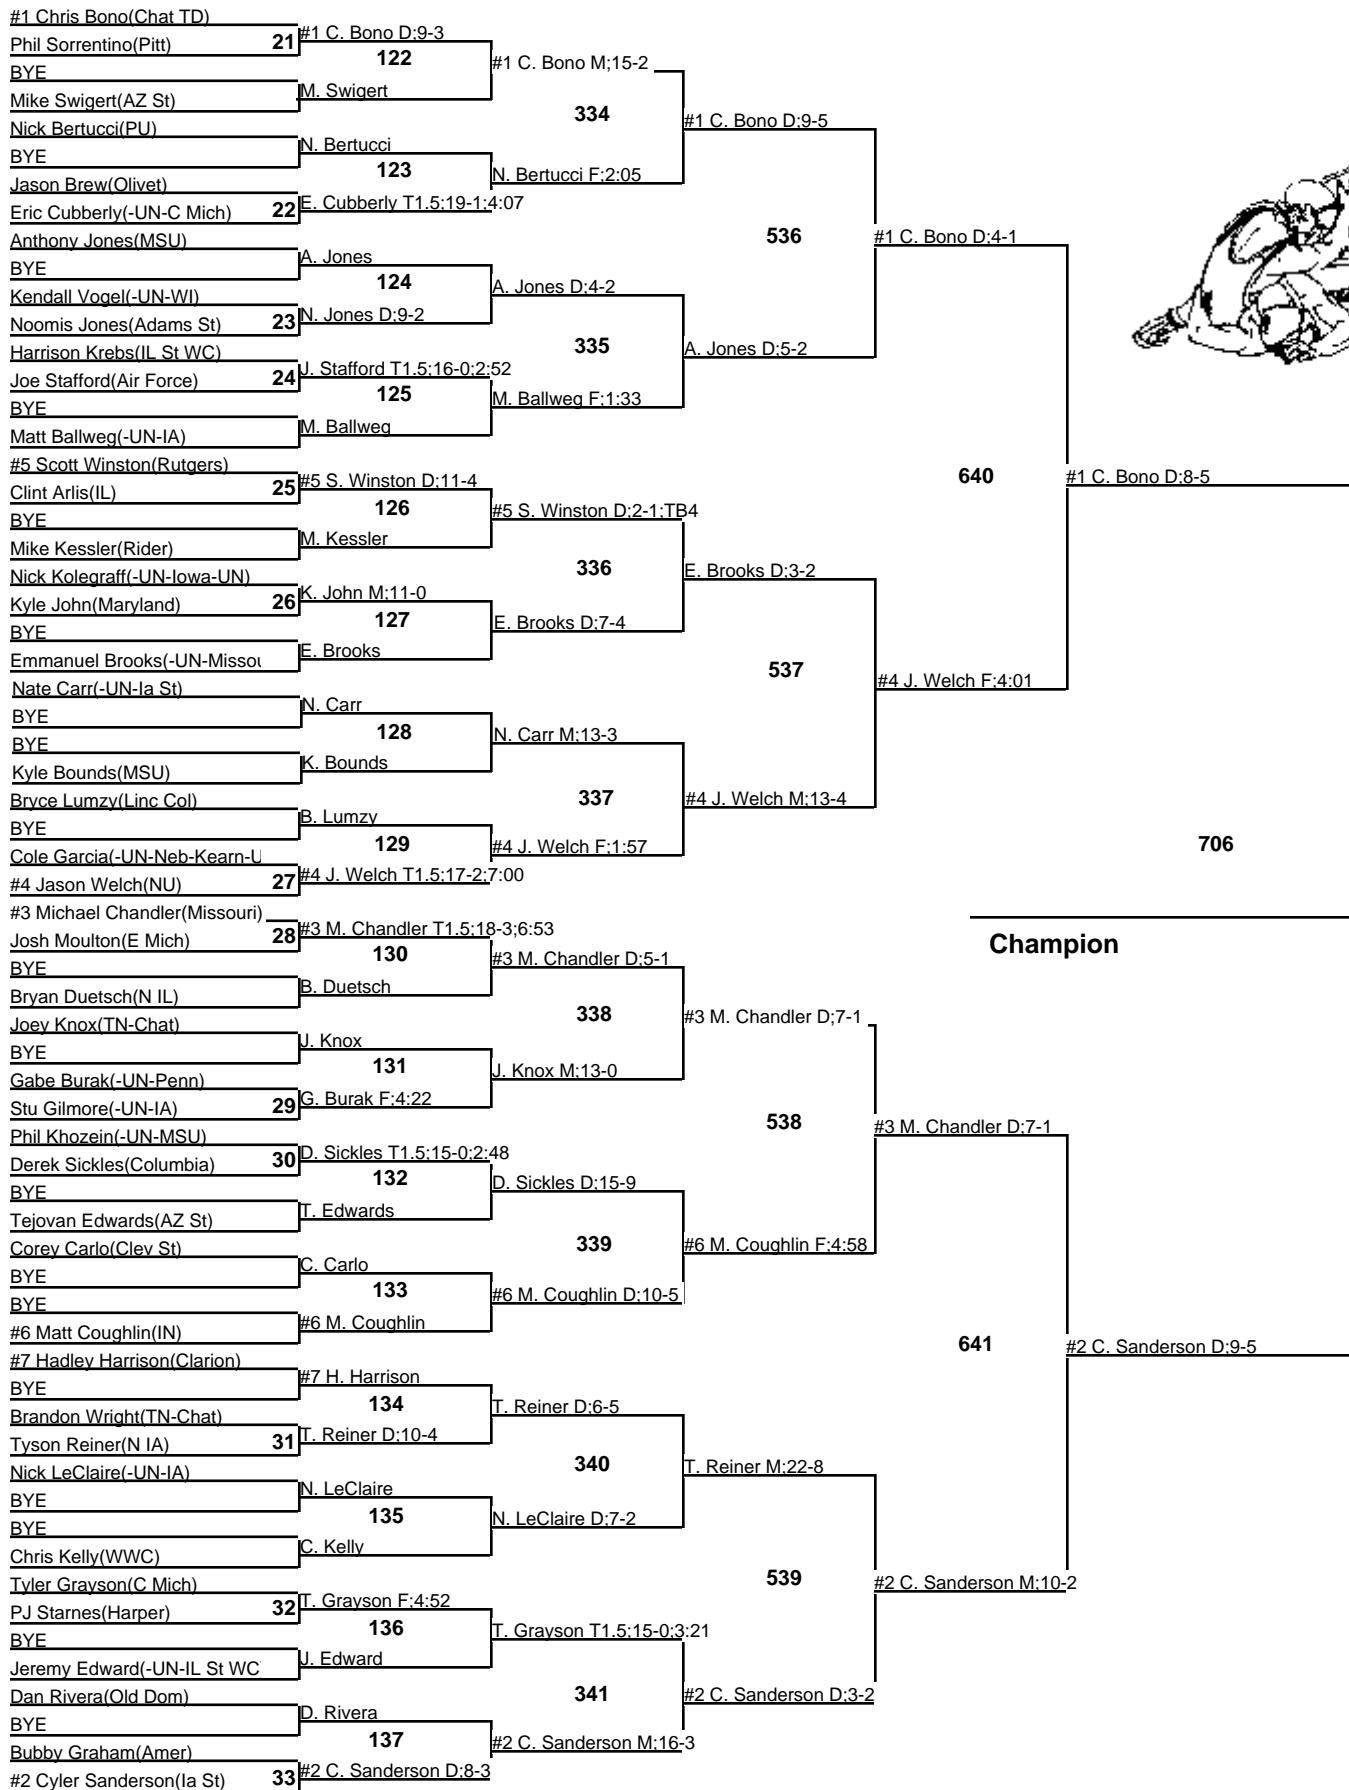 #1 Chris Bono(Chat TD)
Phil Sorrentino(Pitt)
21
#1 C. Bono D;9-3
122
BYE
Mike Swigert(AZ St)
M. Swigert
#1 C. Bono M;15-2
334
Nick Bertucci(PU)
BYE
N. Bertucci
123
Jason Brew(Olivet)
Eric Cubberly(-UN-C Mich)
22
E. Cubberly T1.5;19-1;4:07
N. Bertucci F;2:05
#1 C. Bono D;9-5
536
Anthony Jones(MSU)
BYE
A. Jones
124
Kendall Vogel(-UN-WI)
Noomis Jones(Adams St)
23
N. Jones D;9-2
A. Jones D;4-2
335
Harrison Krebs(IL St WC)
Joe Stafford(Air Force)
24
J. Stafford T1.5;16-0;2:52
125
BYE
Matt Ballweg(-UN-IA)
M. Ballweg
M. Ballweg F;1:33
A. Jones D;5-2
#1 C. Bono D;4-1
640
#5 Scott Winston(Rutgers)
Clint Arlis(IL)
25
#5 S. Winston D;11-4
126
BYE
Mike Kessler(Rider)
M. Kessler
#5 S. Winston D;2-1;TB4
336
Nick Kolegraff(-UN-Iowa-UN)
Kyle John(Maryland)
26
K. John M;11-0
127
BYE
Emmanuel Brooks(-UN-Missou
E. Brooks
E. Brooks D;7-4
E. Brooks D;3-2
537
Nate Carr(-UN-Ia St)
BYE
N. Carr
128
BYE
Kyle Bounds(MSU)
K. Bounds
N. Carr M;13-3
337
Bryce Lumzy(Linc Col)
BYE
B. Lumzy
129
Cole Garcia(-UN-Neb-Kearn-U
#4 Jason Welch(NU)
27
#4 J. Welch T1.5;17-2;7:00
#4 J. Welch F;1:57
#4 J. Welch M;13-4
#4 J. Welch F;4:01
#1 C. Bono D;8-5
706
Champion
#3 Michael Chandler(Missouri)
Josh Moulton(E Mich)
28
#3 M. Chandler T1.5;18-3;6:53
130
BYE
Bryan Duetsch(N IL)
B. Duetsch
#3 M. Chandler D;5-1
338
Joey Knox(TN-Chat)
BYE
J. Knox
131
Gabe Burak(-UN-Penn)
Stu Gilmore(-UN-IA)
29
G. Burak F;4:22
J. Knox M;13-0
#3 M. Chandler D;7-1
538
Phil Khozein(-UN-MSU)
Derek Sickles(Columbia)
30
D. Sickles T1.5;15-0;2:48
132
BYE
Tejovan Edwards(AZ St)
T. Edwards
D. Sickles D;15-9
339
Corey Carlo(Clev St)
BYE
C. Carlo
133
BYE
#6 Matt Coughlin(IN)
#6 M. Coughlin
#6 M. Coughlin D;10-5
#6 M. Coughlin F;4:58
#3 M. Chandler D;7-1
641
#7 Hadley Harrison(Clarion)
BYE
#7 H. Harrison
134
Brandon Wright(TN-Chat)
Tyson Reiner(N IA)
31
T. Reiner D;10-4
T. Reiner D;6-5
340
Nick LeClaire(-UN-IA)
BYE
N. LeClaire
135
BYE
Chris Kelly(WWC)
C. Kelly
N. LeClaire D;7-2
T. Reiner M;22-8
539
Tyler Grayson(C Mich)
PJ Starnes(Harper)
32
T. Grayson F;4:52
136
BYE
Jeremy Edward(-UN-IL St WC
J. Edward
T. Grayson T1.5;15-0;3:21
341
Dan Rivera(Old Dom)
BYE
D. Rivera
137
Bubby Graham(Amer)
#2 Cyler Sanderson(Ia St)
33
#2 C. Sanderson D;8-3
#2 C. Sanderson M;16-3
#2 C. Sanderson D;3-2
#2 C. Sanderson M;10-2
#2 C. Sanderson D;9-5